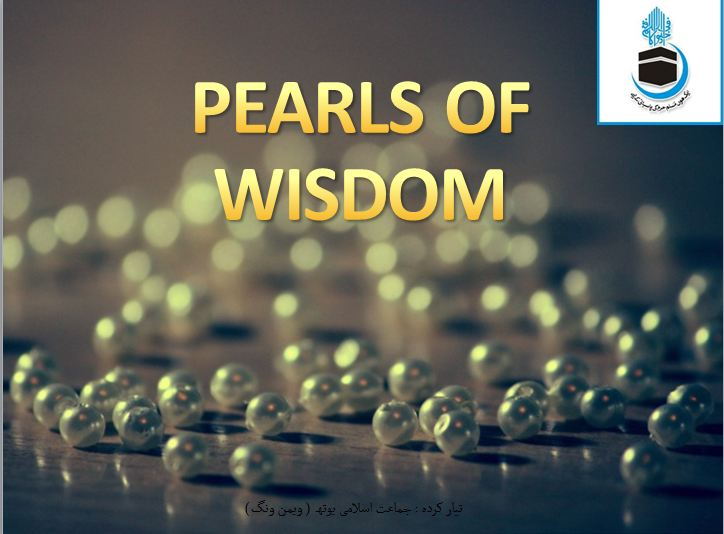 PEARLS OF
WISDOM
تیار کردہ : جماعت اسلامی یوتھ ( ویمن ونگ )